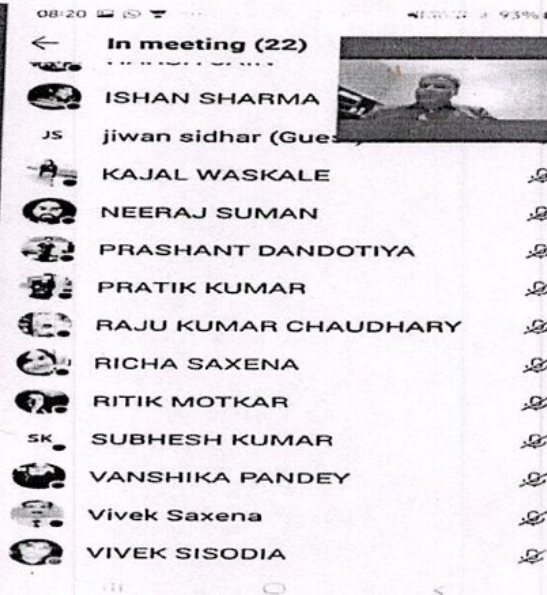 08:20
93%
In meeting (22)
ISHAN SHARMA
JS jiwan sidhar (Gues
KAJAL WASKALE
NEERAJ SUMAN
PRASHANT DANDOTIYA
PRATIK KUMAR
RAJU KUMAR CHAUDHARY
RICHA SAXENA
RITIK MOTKAR
SK SUBHESH KUMAR
VANSHIKA PANDEY
Vivek Saxena
VIVEK SISODIA